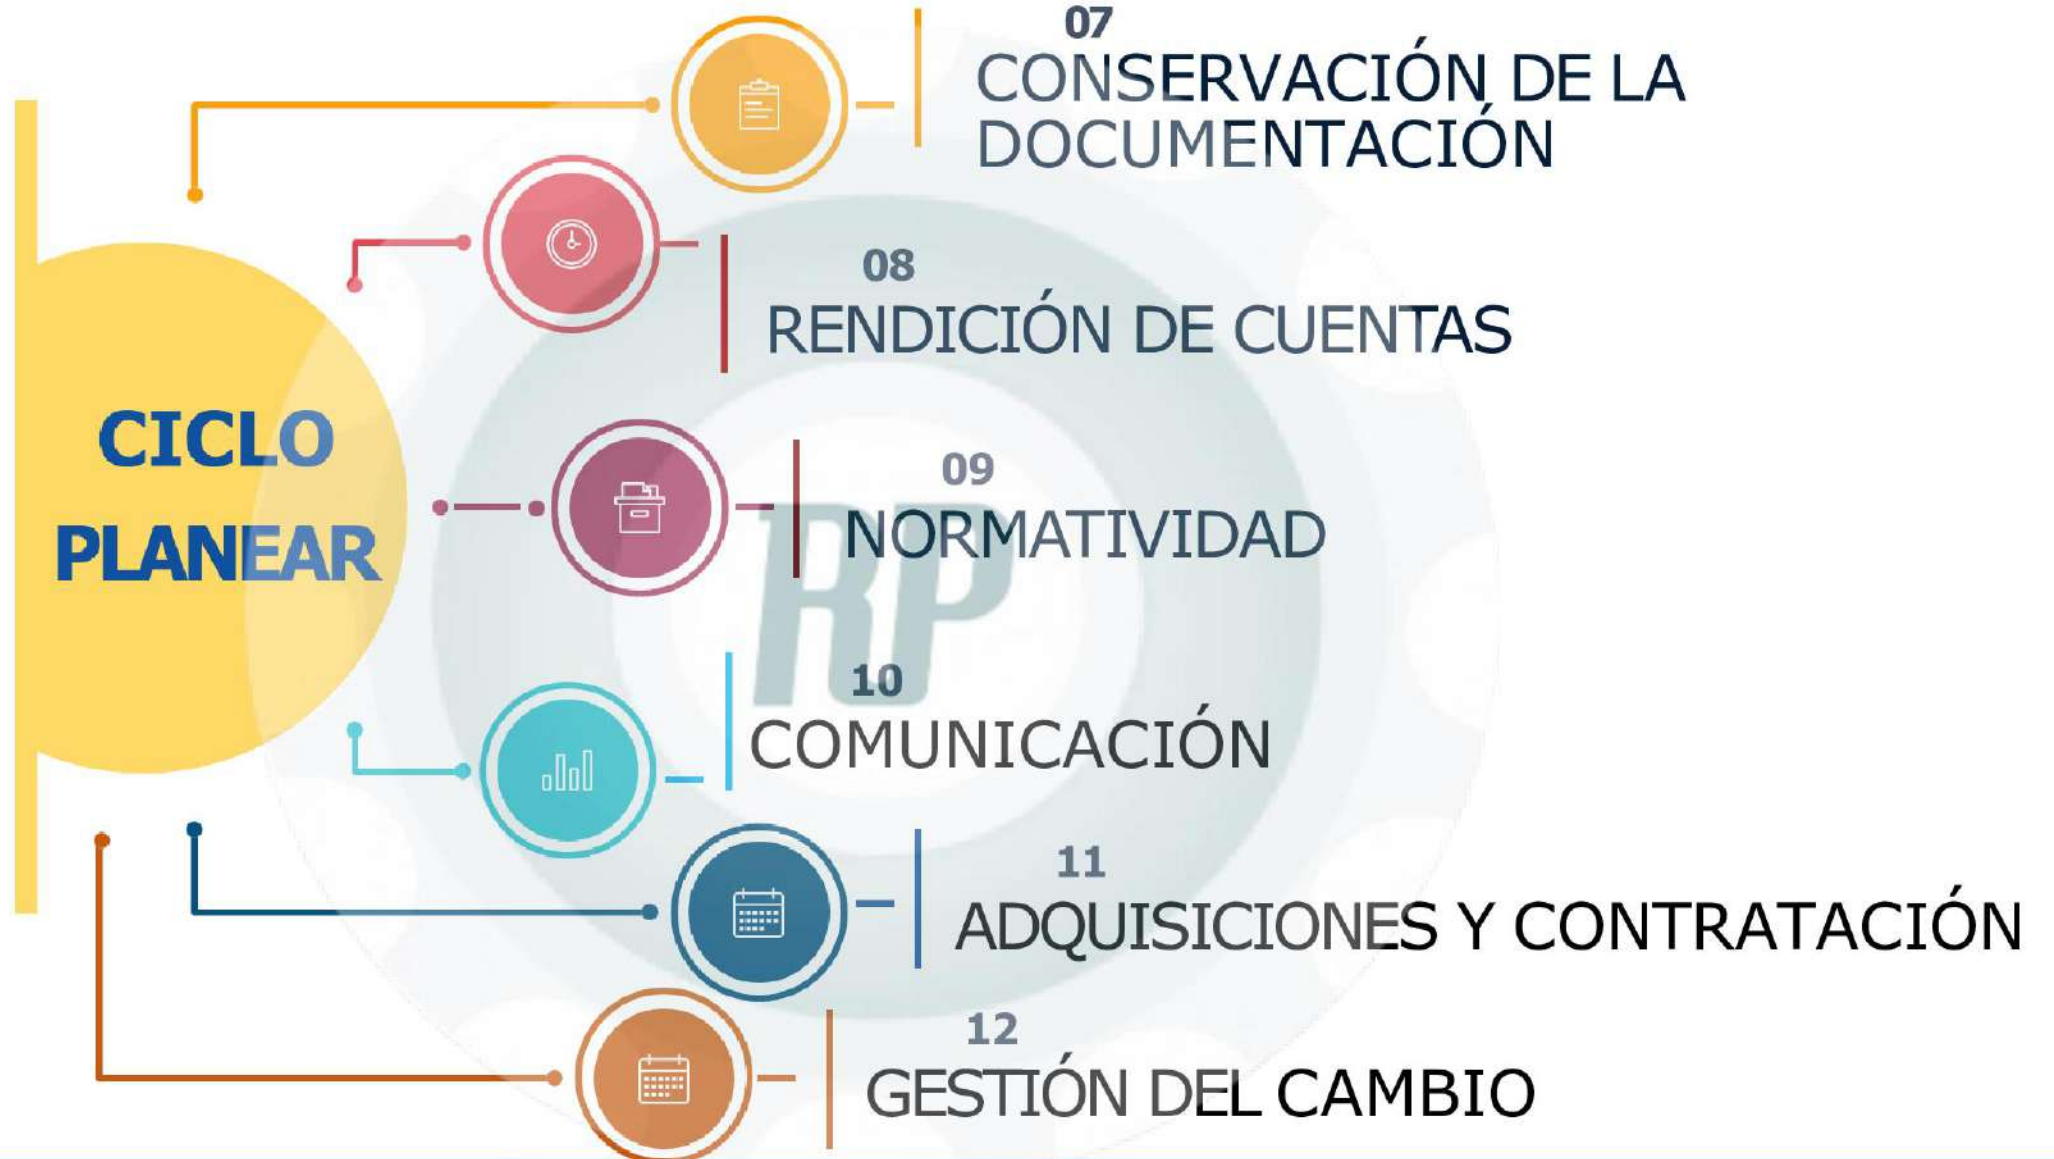 07
CONSERVACIÓN DE LA
DOCUMENTACIÓN
08
RENDICIÓN DE CUENTAS
CICLO
PLANEAR
09
NORMATIVIDAD
RP
10
COMUNICACIÓN
11
ADQUISICIONES Y CONTRATACIÓN
12
GESTIÓN DEL CAMBIO